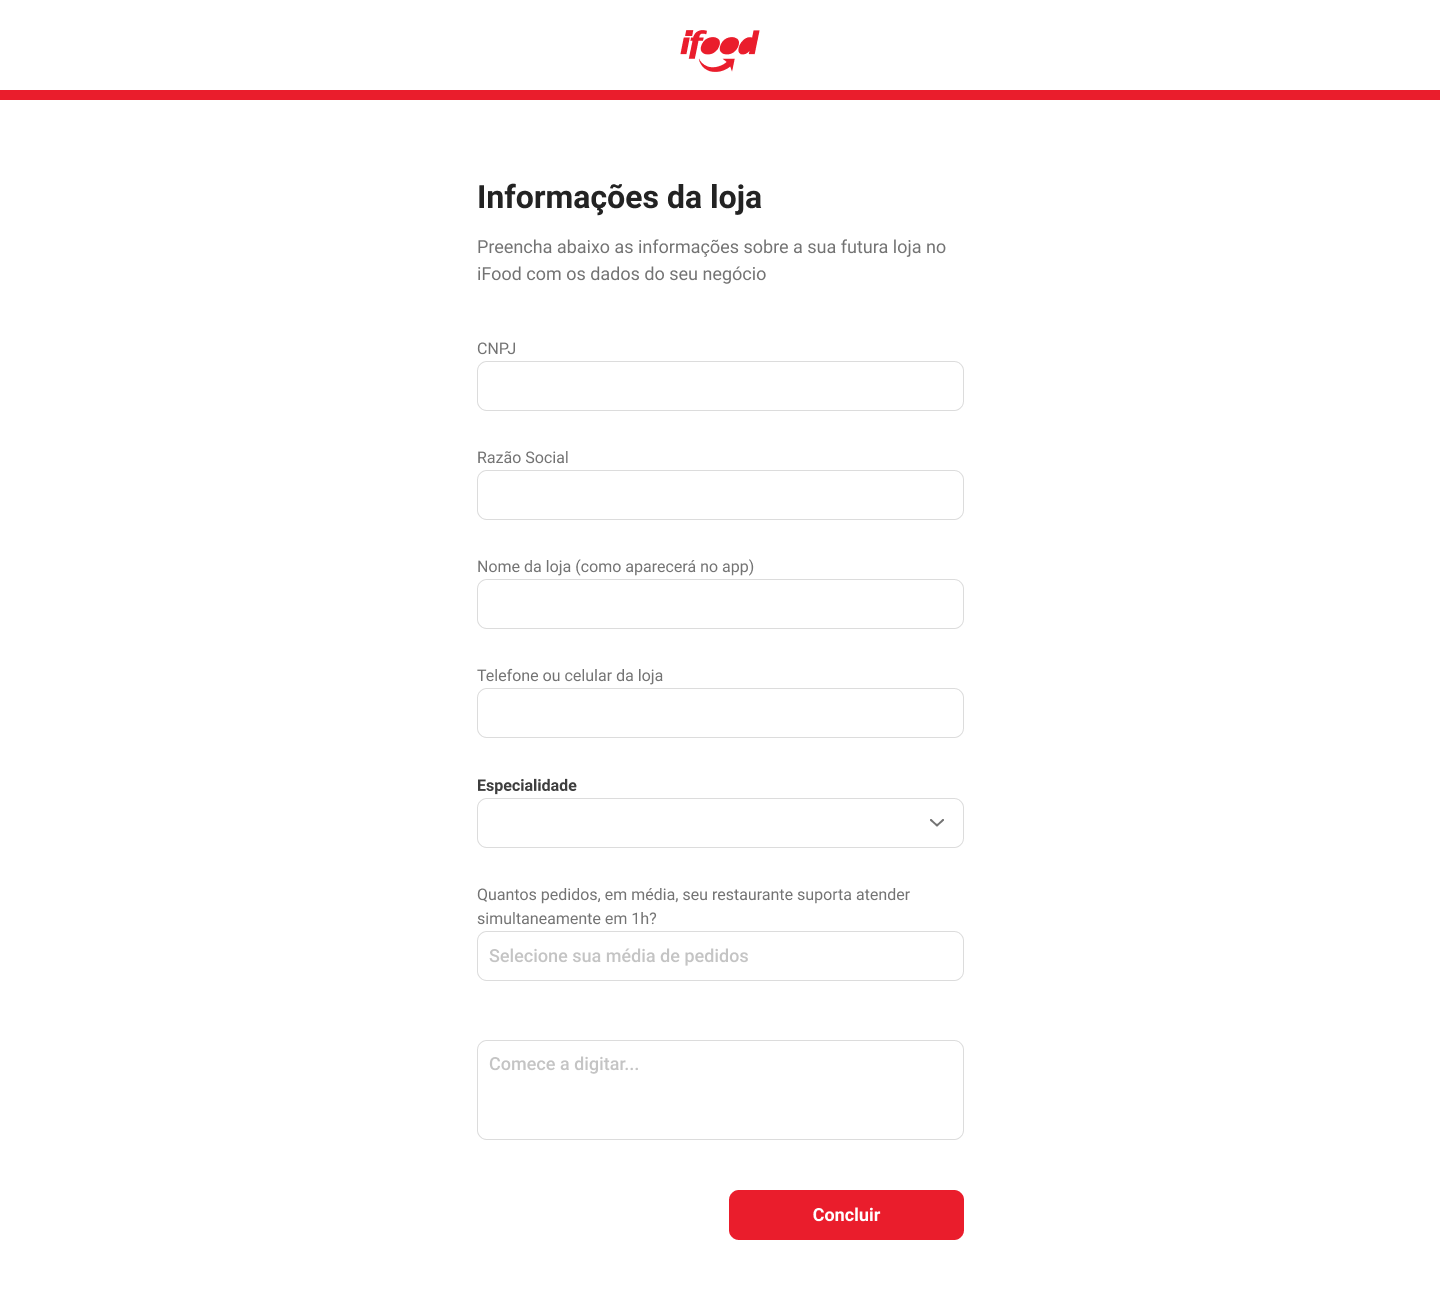 ifood
Informações da loja
Preencha abaixo as informações sobre a sua futura loja no
iFood com os dados do seu negócio
CNPJ
Razão Social
Nome da loja (como aparecerá no app)
Telefone ou celular da loja
Especialidade
Quantos pedidos, em média, seu restaurante suporta atender
simultaneamente em 1h?
Selecione sua média de pedidos
Comece a digitar...
Concluir